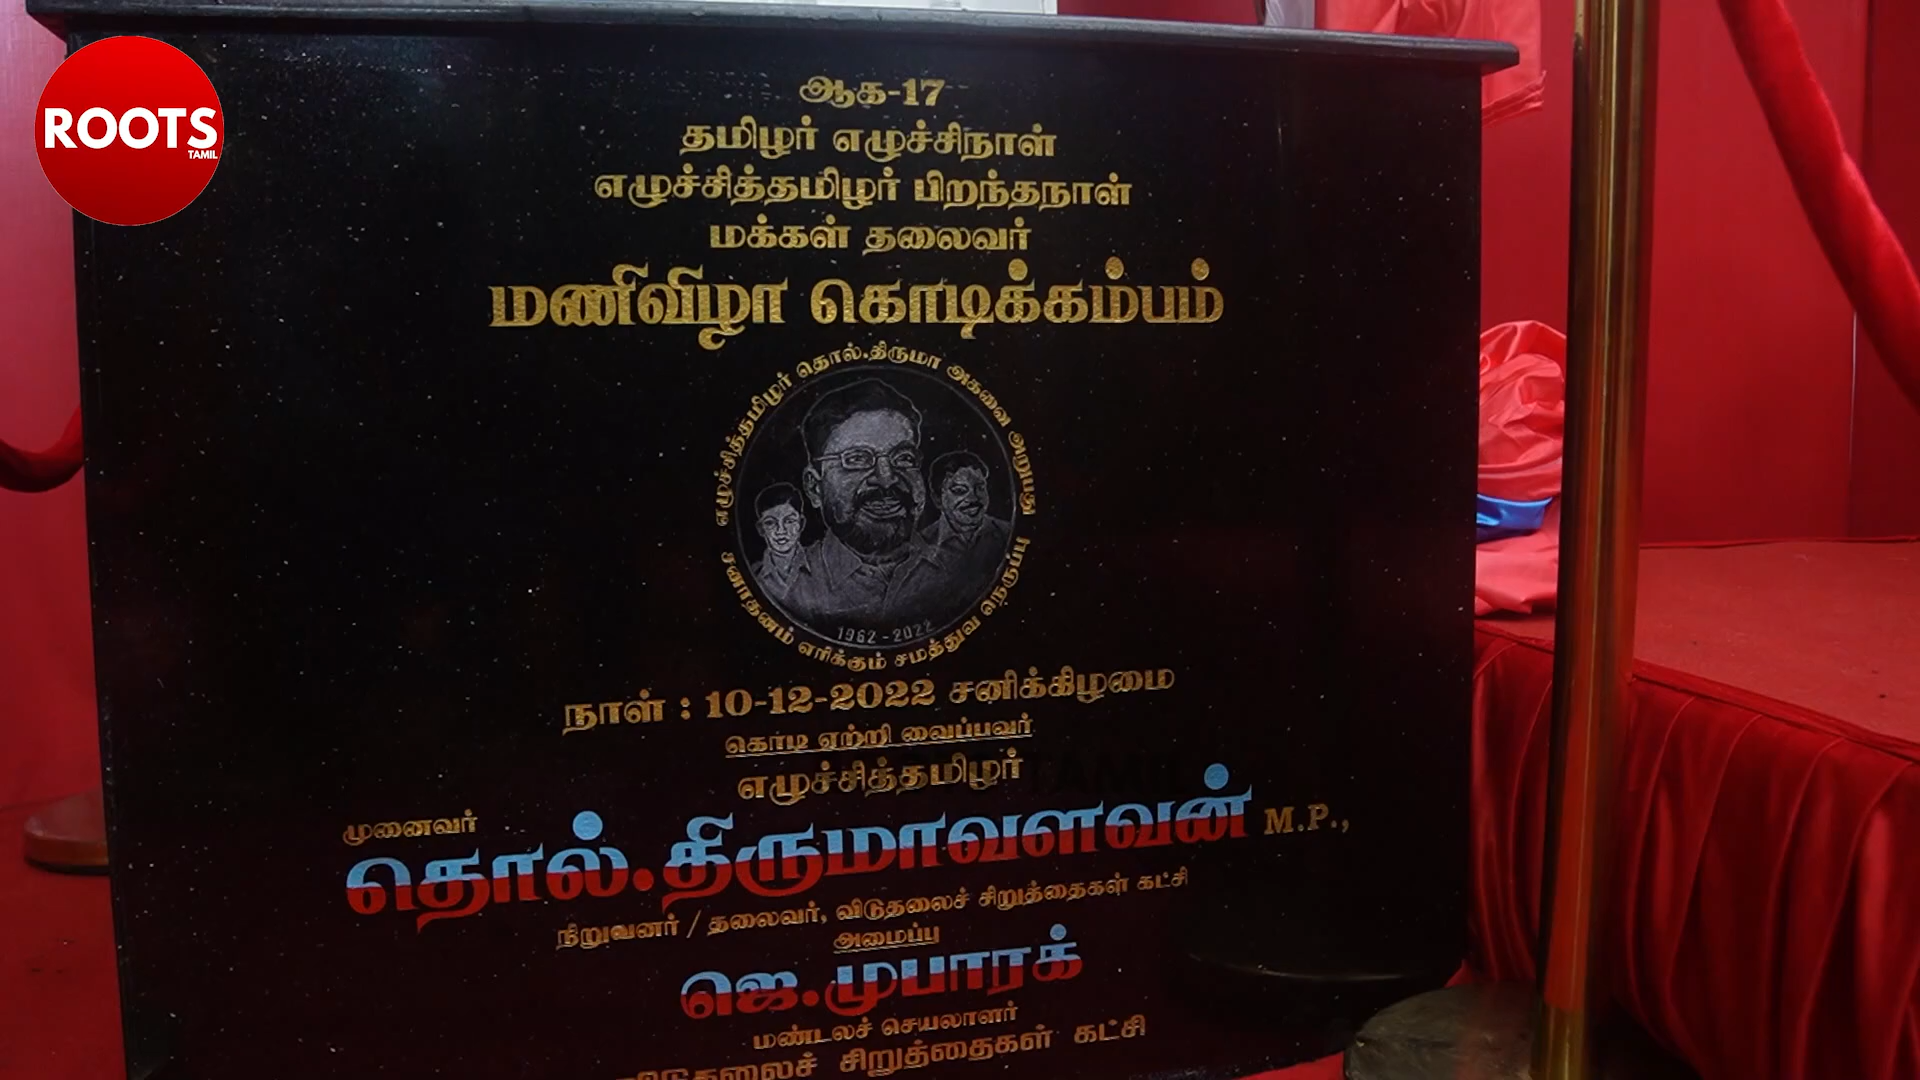 ROOTS
TAMIL
ஆக-17
தமிழர் எழுச்சிநாள்
எழுச்சித்தமிழர் பிறந்தநாள்
மக்கள் தலைவர்
மணிவிழா கொடிக்கம்பம்
எழுச்சித்தமிழர் தொல்.திருமா அகவை அறுபது
1962 - 2022
சனாதனம் எரிக்கும் சமத்துவ நெருப்பு
நாள் : 10-12-2022 சனிக்கிழமை
கொடி ஏற்றி வைப்பவர்
எழுச்சித்தமிழர்
முனைவர்
தொல்.திருமாவளவன் M.P.,
நிறுவனர் / தலைவர், விடுதலைச் சிறுத்தைகள் கட்சி
அமைப்பு
ஜெ.முபாரக்
மண்டலச் செயலாளர்
விடுதலைச் சிறுத்தைகள் கட்சி